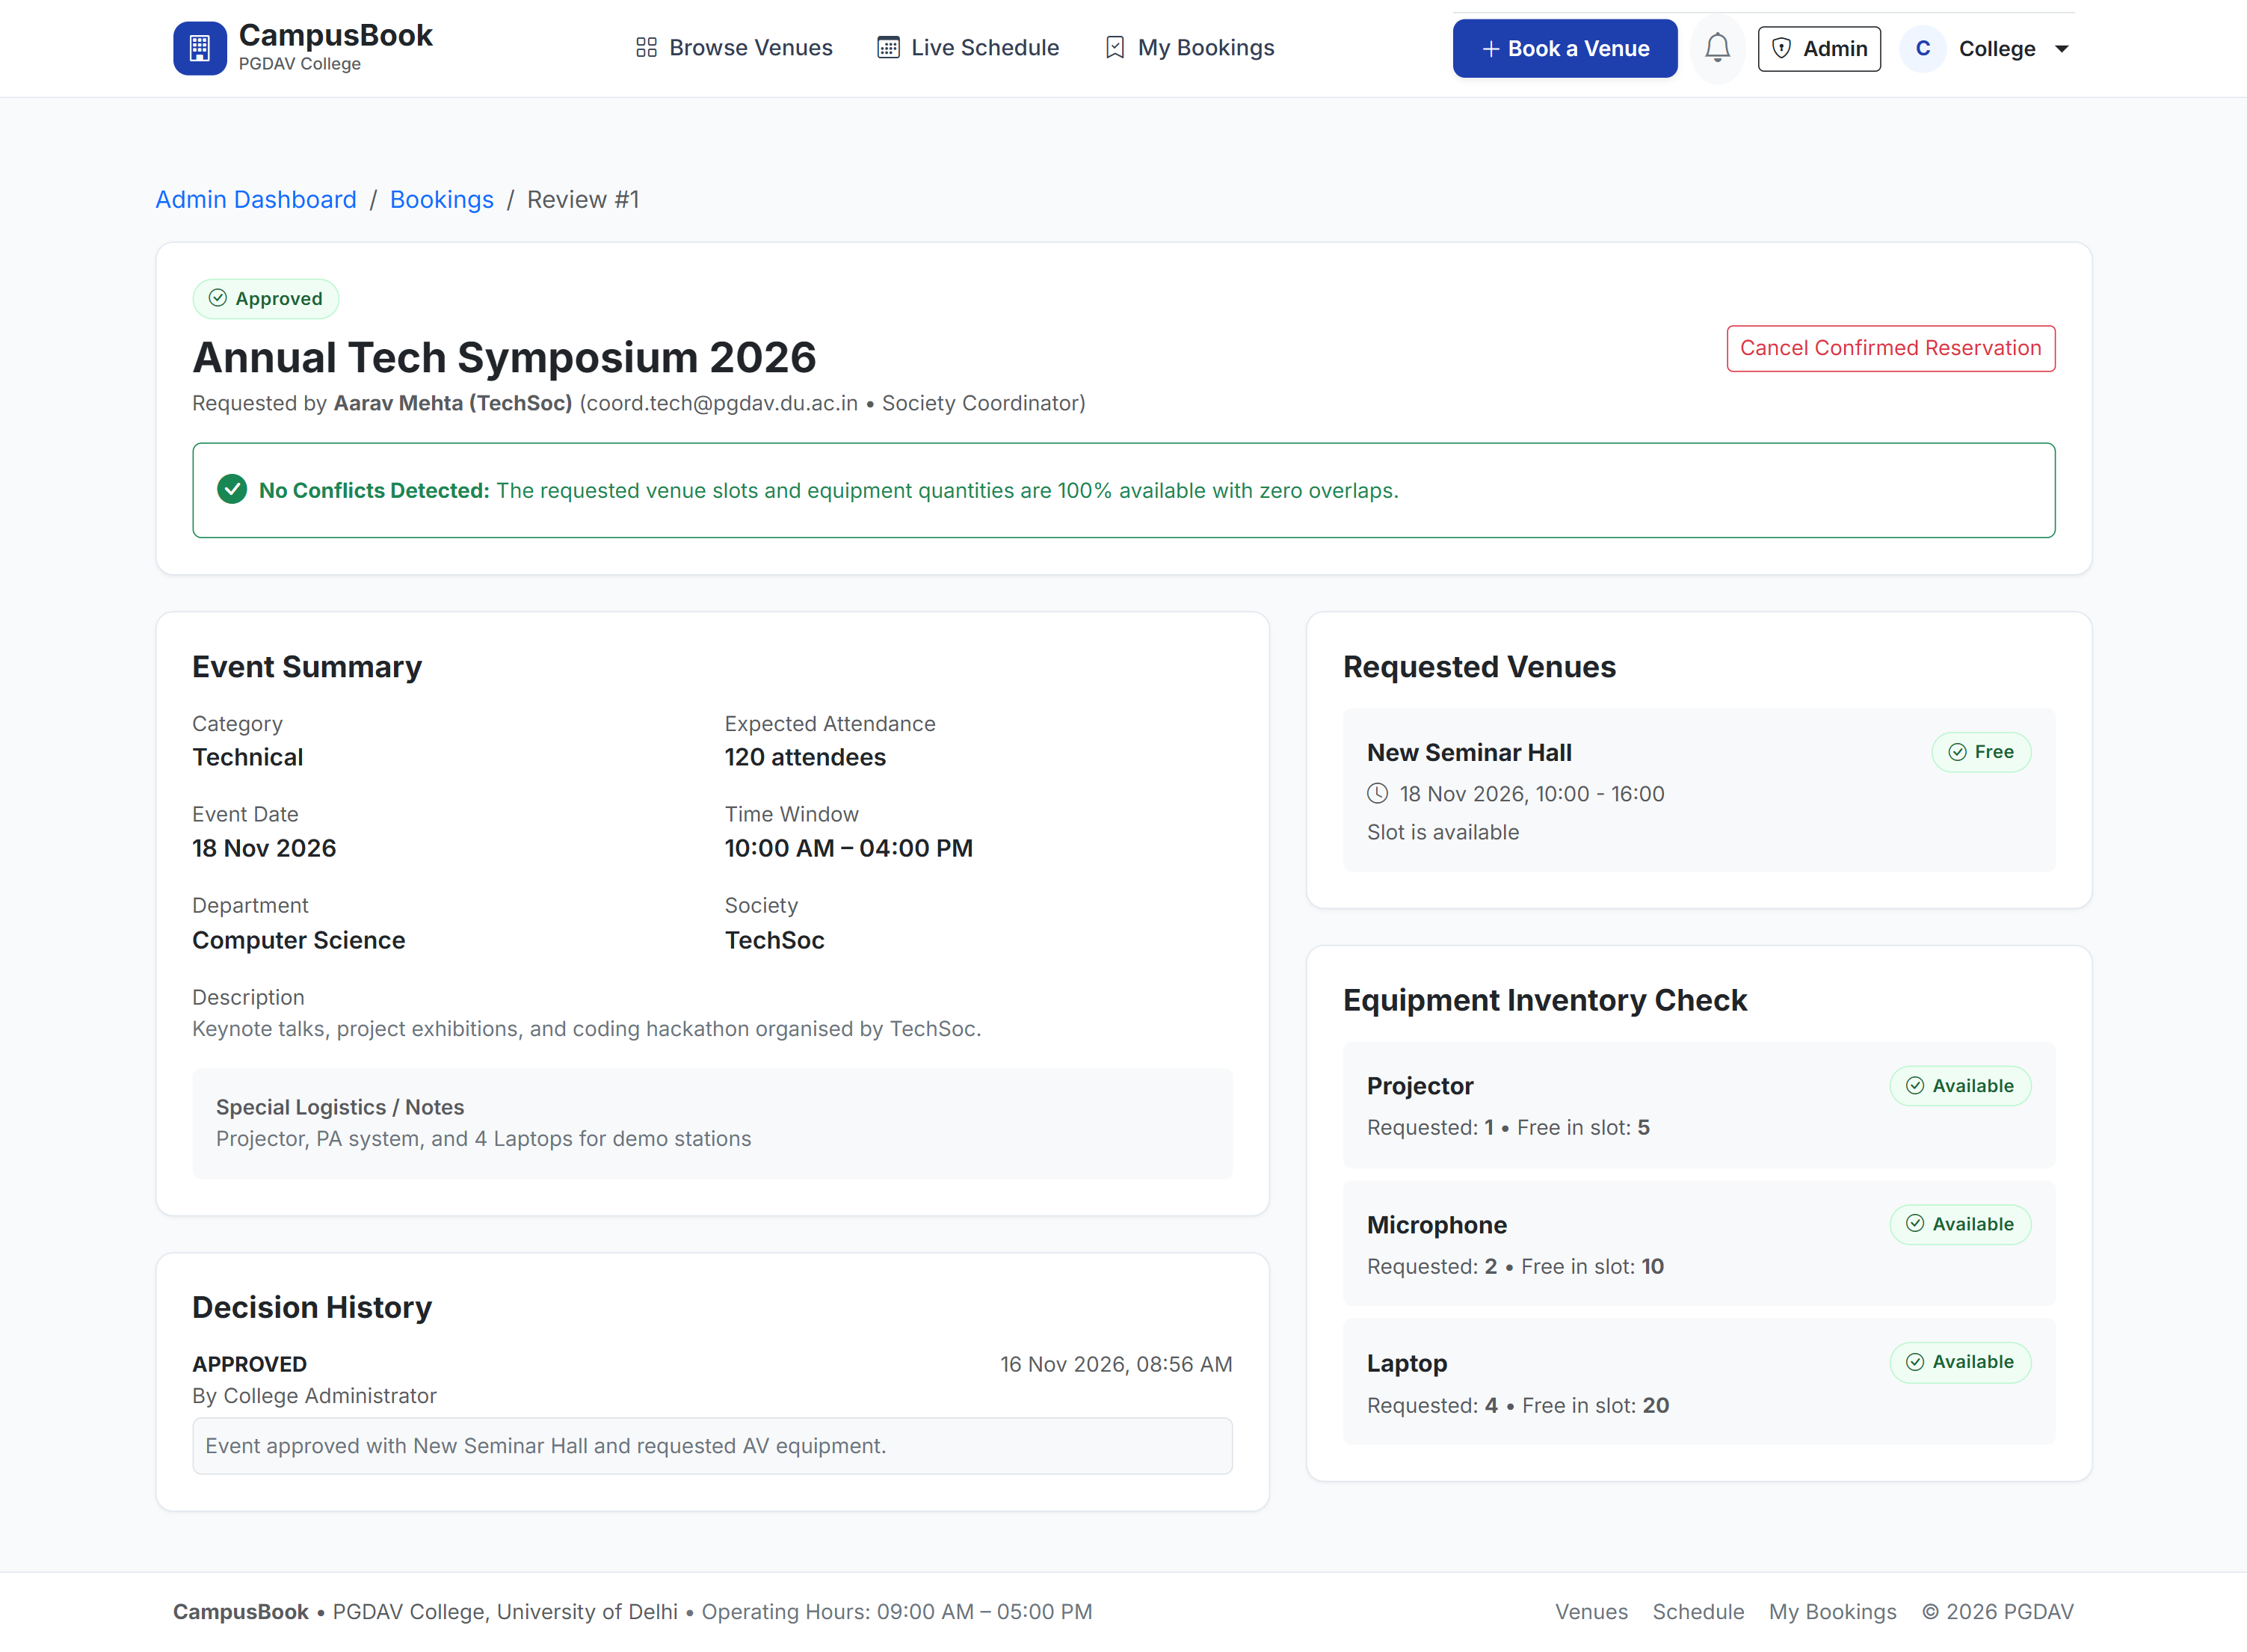 CampusBook
PGDAV College
Browse Venues
Live Schedule
My Bookings
+ Book a Venue
Admin
C
College
Admin Dashboard / Bookings / Review #1
Approved
Annual Tech Symposium 2026
Requested by Aarav Mehta (TechSoc) (coord.tech@pgdav.du.ac.in • Society Coordinator)
Cancel Confirmed Reservation
No Conflicts Detected: The requested venue slots and equipment quantities are 100% available with zero overlaps.
Event Summary
Category
Technical
Expected Attendance
120 attendees
Event Date
18 Nov 2026
Time Window
10:00 AM – 04:00 PM
Department
Computer Science
Society
TechSoc
Description
Keynote talks, project exhibitions, and coding hackathon organised by TechSoc.
Special Logistics / Notes
Projector, PA system, and 4 Laptops for demo stations
Decision History
APPROVED
16 Nov 2026, 08:56 AM
By College Administrator
Event approved with New Seminar Hall and requested AV equipment.
Requested Venues
New Seminar Hall
Free
18 Nov 2026, 10:00 - 16:00
Slot is available
Equipment Inventory Check
Projector
Available
Requested: 1 • Free in slot: 5
Microphone
Available
Requested: 2 • Free in slot: 10
Laptop
Available
Requested: 4 • Free in slot: 20
CampusBook • PGDAV College, University of Delhi • Operating Hours: 09:00 AM – 05:00 PM
Venues
Schedule
My Bookings
© 2026 PGDAV